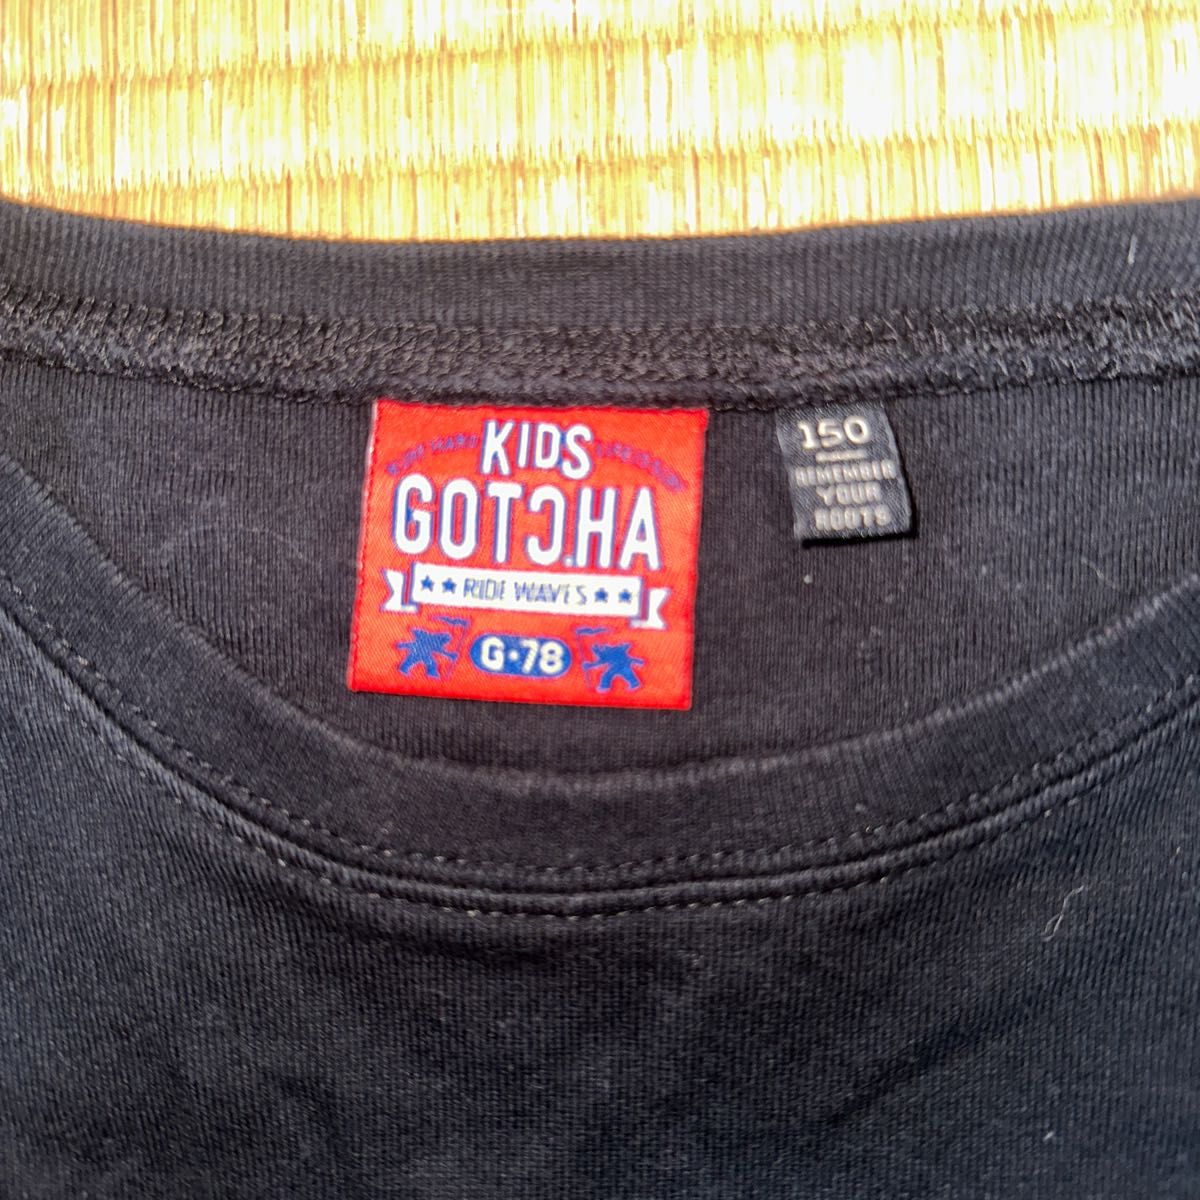 KIDS
GOTCHA
★★ RIDE WAVES ★★
G·78
150
REMEMBER
YOUR
ROOTS